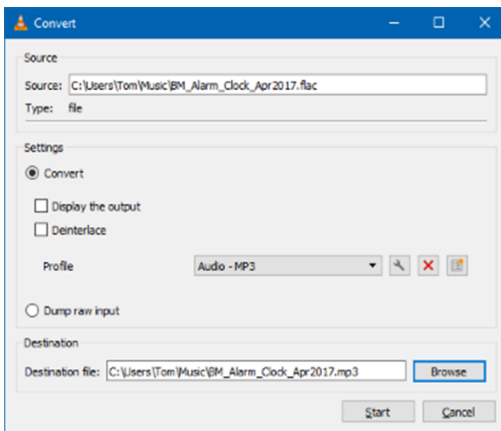 Convert
Source
Source: C:\Users\Tom\Music\BM_Alarm_Clock_Apr2017.flac
Type: file
Settings
Convert
Display the output
Deinterlace
Profile Audio - MP3
Dump raw input
Destination
Destination file: C:\Users\Tom\Music\BM_Alarm_Clock_Apr2017.mp3 Browse
Start Cancel